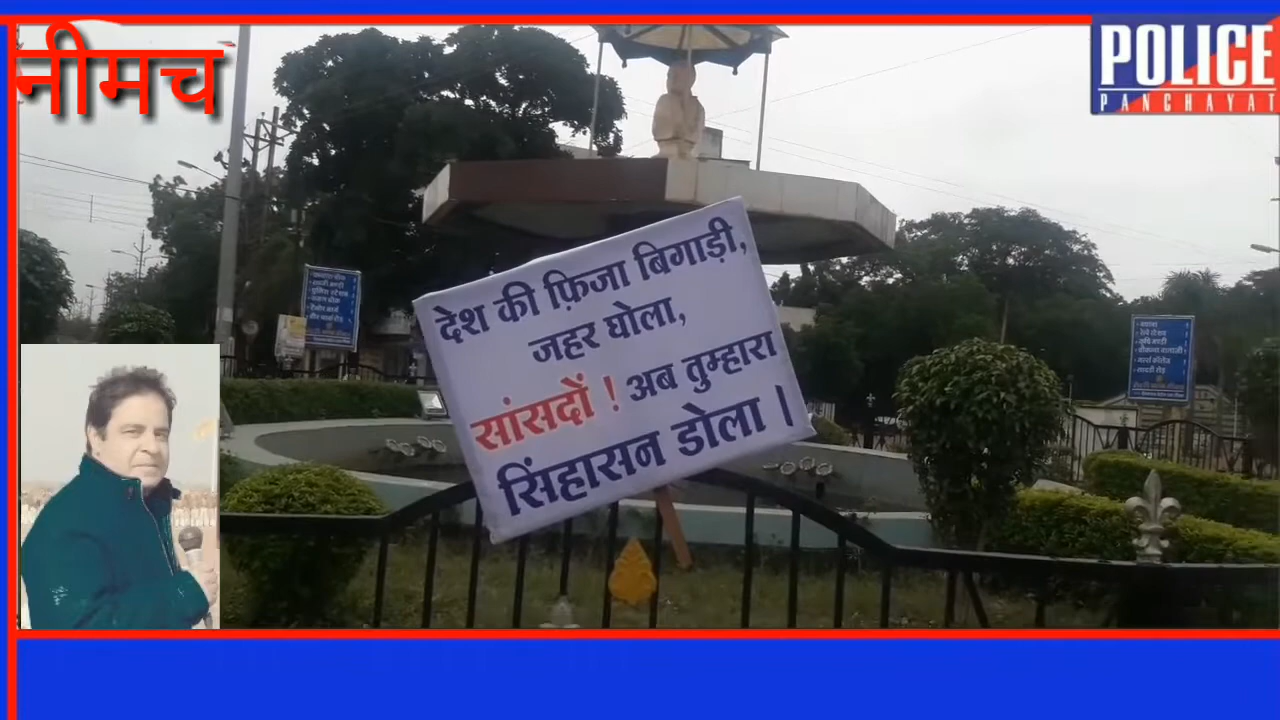 नीमच
POLICE
PANCHAYAT
देश की फ़िजा बिगाड़ी,
जहर घोला,
सांसदों ! अब तुम्हारा
सिंहासन डोला ।